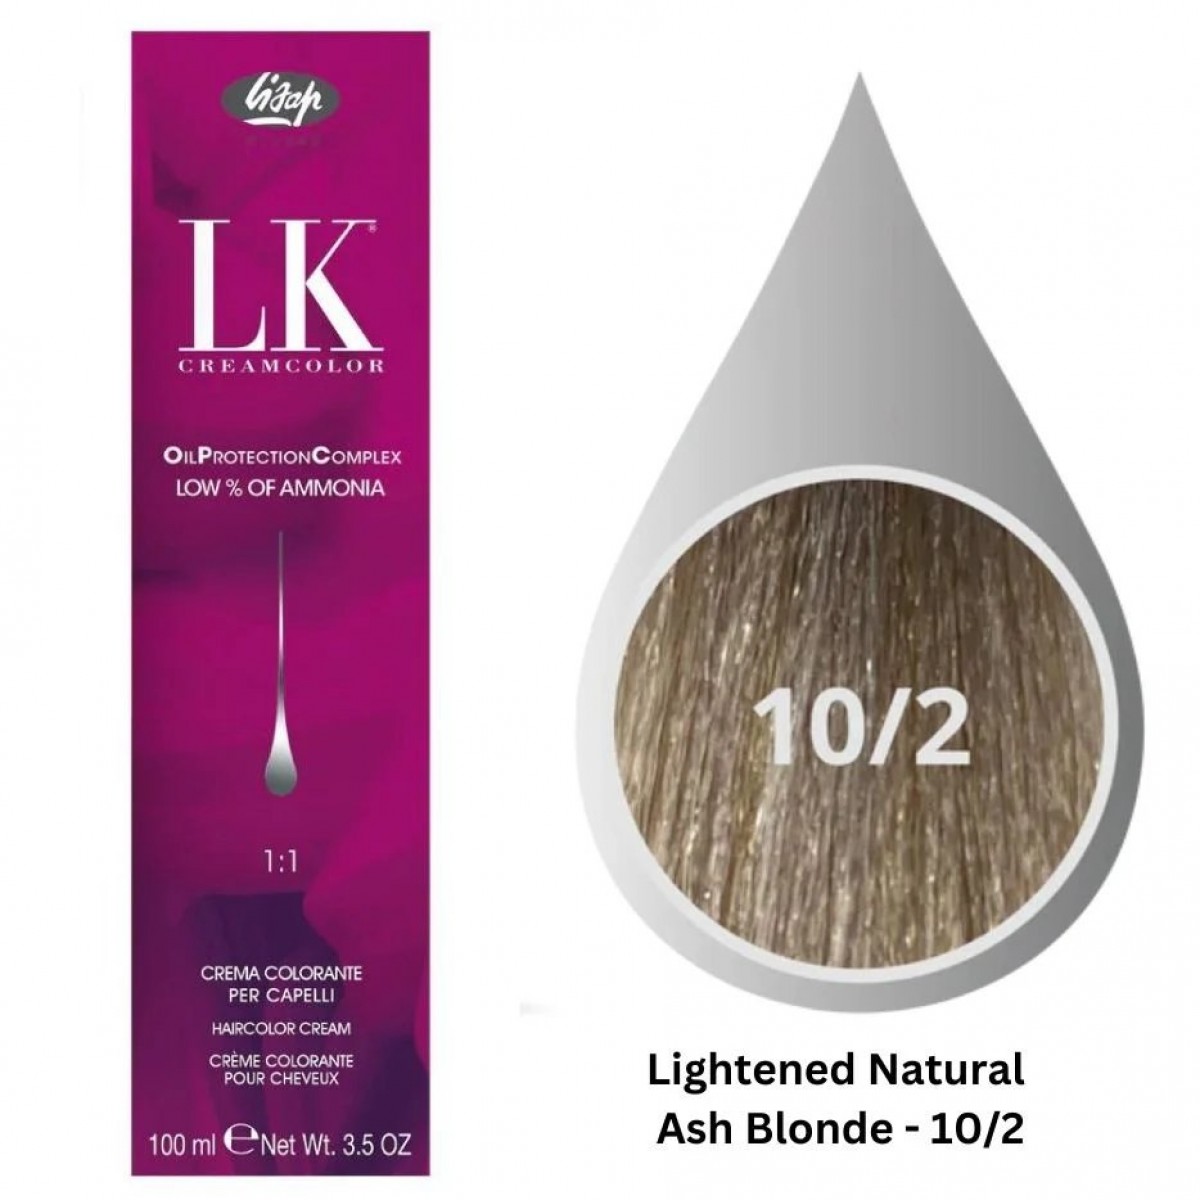 Lisap
LK®
CREAMCOLOR
OILPROTECTIONCOMPLEX
LOW % OF AMMONIA
1:1
CREMA COLORANTE
PER CAPELLI
HAIRCOLOR CREAM
CRÈME COLORANTE
POUR CHEVEUX
100 ml ℮ Net Wt. 3.5 OZ
10/2
Lightened Natural
Ash Blonde - 10/2